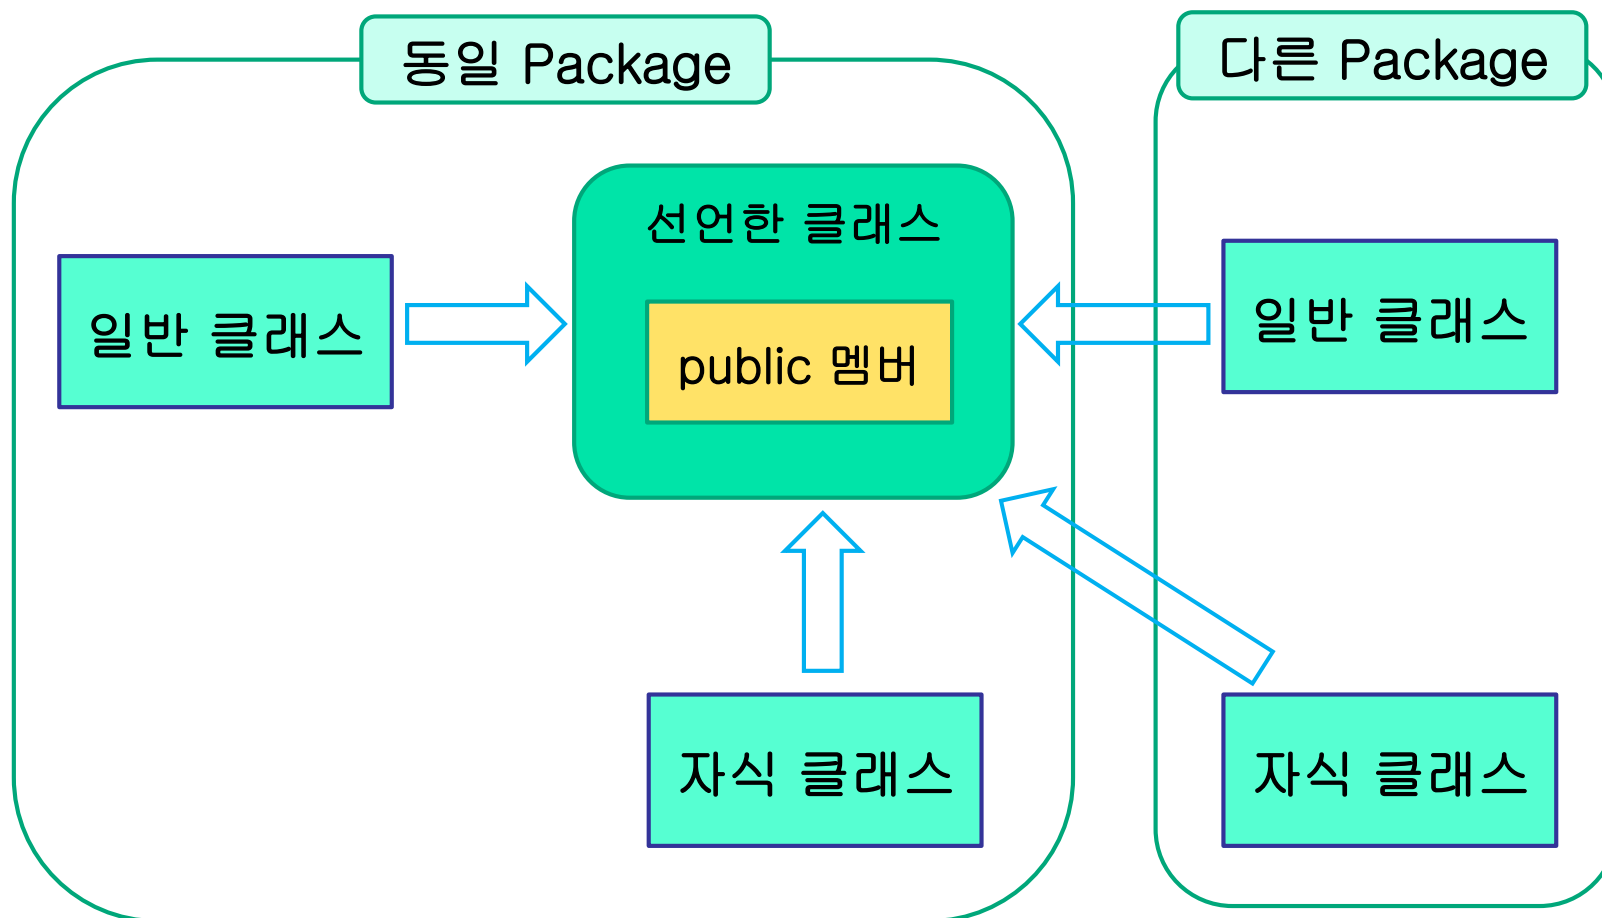 동일 Package
다른 Package
선언한 클래스
일반 클래스
public 멤버
일반 클래스
자식 클래스
자식 클래스